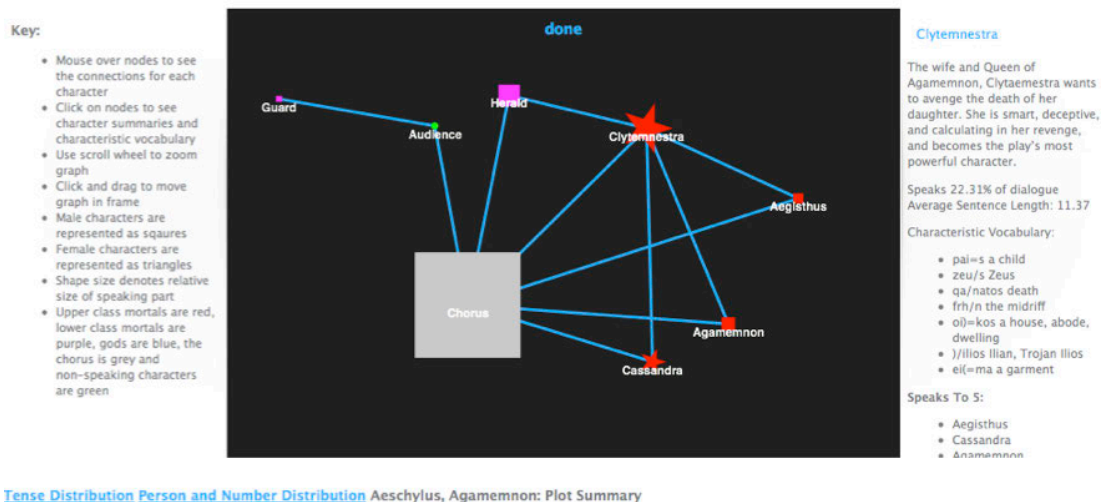 Key:
Mouse over nodes to see
the connections for each
character
Click on nodes to see
character summaries and
characteristic vocabulary
Use scroll wheel to zoom
graph
Click and drag to move
graph in frame
Male characters are
represented as sqaures
Female characters are
represented as triangles
Shape size denotes relative
size of speaking part
Upper class mortals are red,
lower class mortals are
purple, gods are blue, the
chorus is grey and
non-speaking characters
are green
done
Guard
Audience
Herald
Clytemnestra
Aegisthus
Chorus
Agamemnon
Cassandra
Clytemnestra
The wife and Queen of
Agamemnon, Clytaemestra wants
to avenge the death of her
daughter. She is smart, deceptive,
and calculating in her revenge,
and becomes the play's most
powerful character.
Speaks 22.31% of dialogue
Average Sentence Length: 11.37
Characteristic Vocabulary:
pai=s a child
zeu/s Zeus
qa/natos death
frh/n the midriff
oi)=kos a house, abode,
dwelling
)/ilios Ilian, Trojan Ilios
ei(=ma a garment
Speaks To 5:
Aegisthus
Cassandra
Agamemnon
Tense Distribution Person and Number Distribution Aeschylus, Agamemnon: Plot Summary